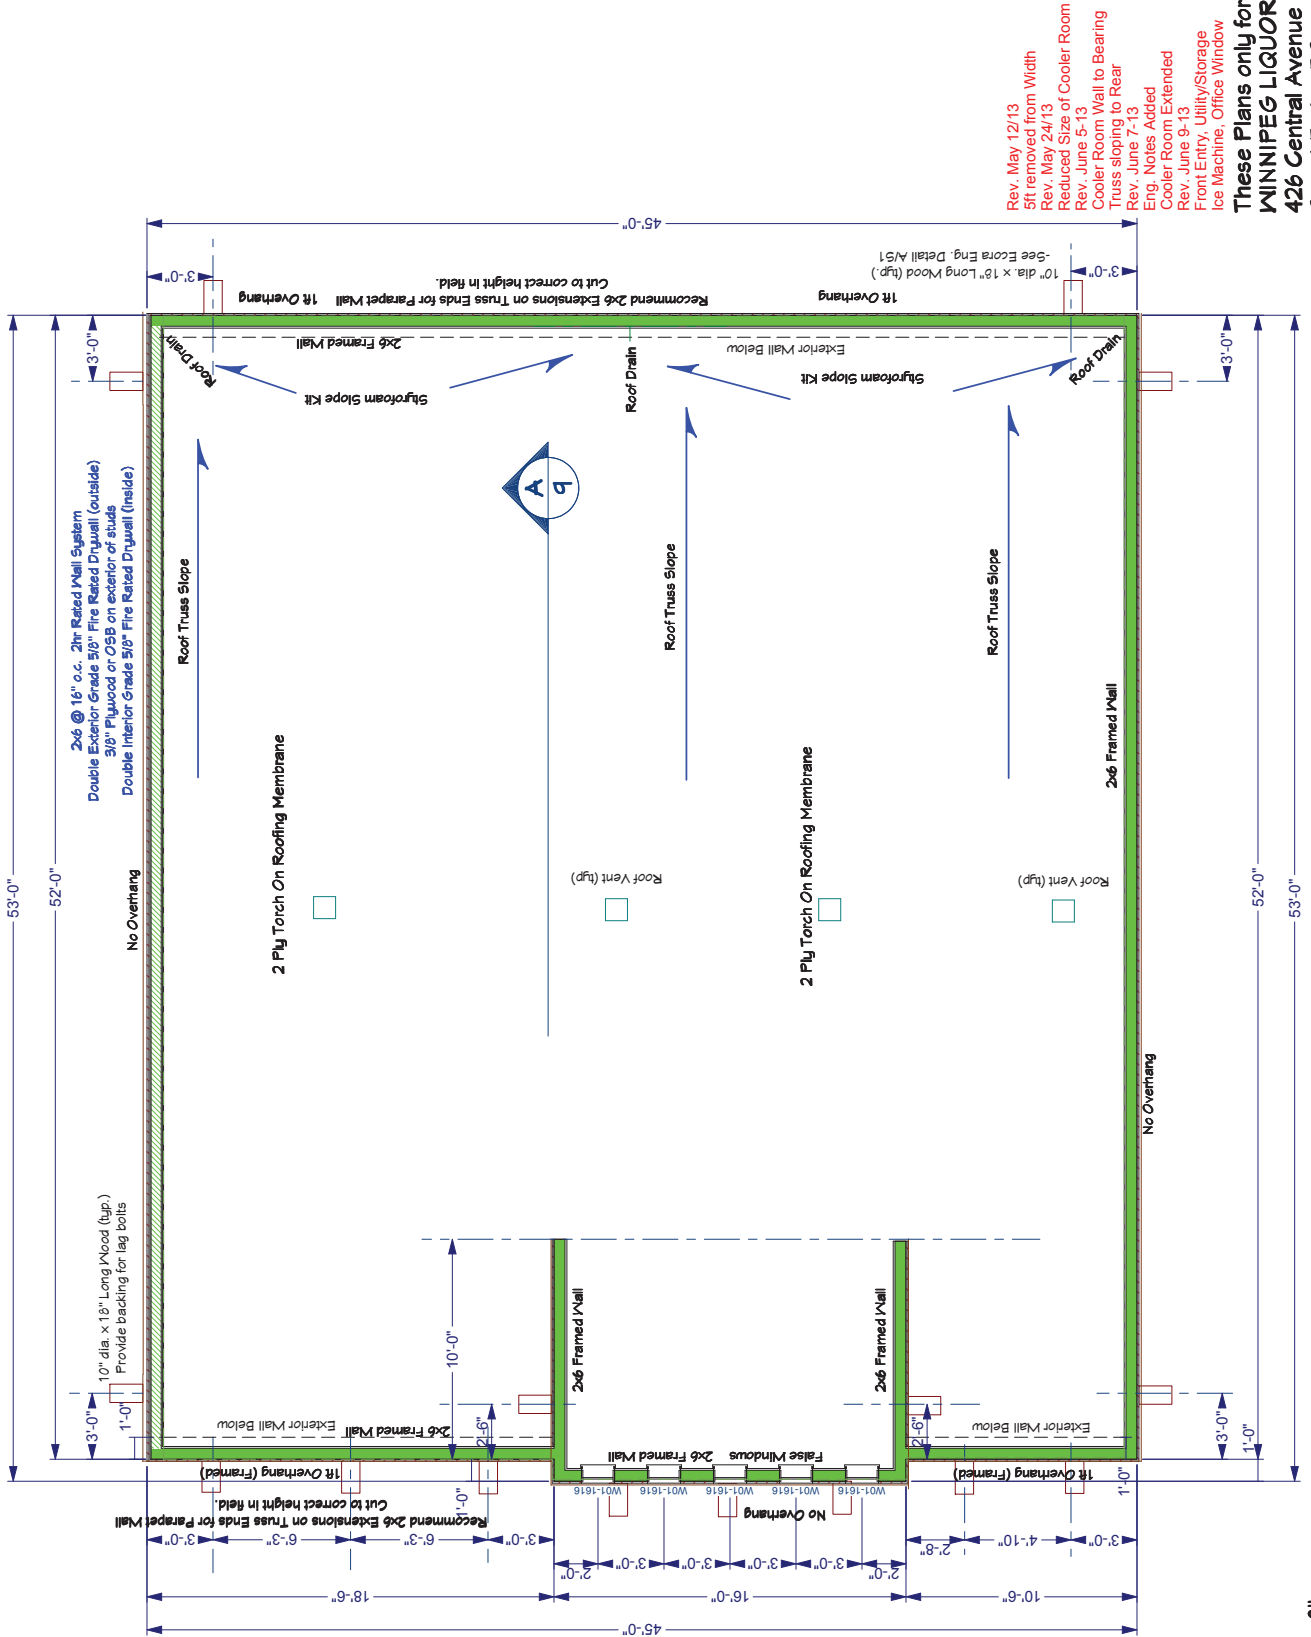 Rev. May 12/13
5ft removed from Width
Rev. May 24/13
Reduced Size of Cooler Room
Rev. June 5-13
Cooler Room Wall to Bearing
Truss sloping to Rear
Rev. June 7-13
Eng. Notes Added
Cooler Room Extended
Rev. June 9-13
Front Entry, Utility/Storage
Ice Machine, Office Window
These Plans only for
WINNIPEG LIQUOR
426 Central Avenue
45'-0"
3'-0"
10" dia. x 18" Long Wood (typ.)
-See Ecora Eng. Detail A/S1
3'-0"
1ft Overhang
Recommend 2x6 Extensions on Truss Ends for Parapet Wall
Cut to correct height in field.
1ft Overhang
53'-0"
52'-0"
3'-0"
3'-0"
2x6 Framed Wall
Exterior Wall Below
Roof Drain
Roof Drain
Roof Drain
Styrofoam Slope Kit
Styrofoam Slope Kit
2x6 @ 16" o.c. 2hr Rated Wall System
Double Exterior Grade 5/8" Fire Rated Drywall (outside)
3/8" Plywood or OSB on exterior of studs
Double Interior Grade 5/8" Fire Rated Drywall (inside)
A
9
Roof Truss Slope
Roof Truss Slope
Roof Truss Slope
2x6 Framed Wall
2 Ply Torch On Roofing Membrane
2 Ply Torch On Roofing Membrane
No Overhang
Roof Vent (typ)
Roof Vent (typ)
52'-0"
53'-0"
No Overhang
10" dia. x 18" Long Wood (typ.)
Provide backing for lag bolts
3'-0"
1'-0"
10'-0"
2x6 Framed Wall
2x6 Framed Wall
Exterior Wall Below
2x6 Framed Wall
2'-6"
2'-6"
Exterior Wall Below
3'-0"
1'-0"
1ft Overhang (Framed)
2x6 Framed Wall
False Windows
1ft Overhang (Framed)
1'-0"
1'-0"
W01-1616
W01-1616
W01-1616
W01-1616
W01-1616
No Overhang
Recommend 2x6 Extensions on Truss Ends for Parapet Wall
Cut to correct height in field.
3'-0"
6'-3"
6'-3"
3'-0"
2'-0"
3'-0"
3'-0"
3'-0"
3'-0"
2'-0"
2'-8"
4'-10"
3'-0"
18'-6"
16'-0"
10'-6"
45'-0"